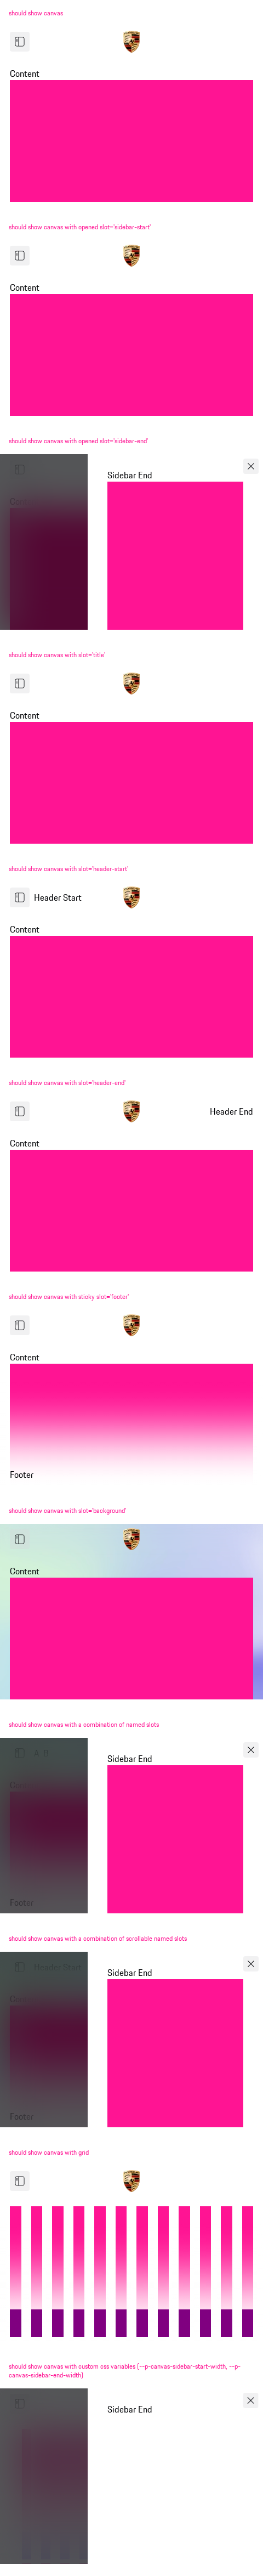 should show canvas
Content
should show canvas with opened slot='sidebar-start'
Content
should show canvas with opened slot='sidebar-end'
Sidebar End
should show canvas with slot='title'
Content
should show canvas with slot='header-start'
Header Start
Content
should show canvas with slot='header-end'
Header End
Content
should show canvas with sticky slot='footer'
Content
Footer
should show canvas with slot='background'
Content
should show canvas with a combination of named slots
Sidebar End
Footer
should show canvas with a combination of scrollable named slots
Header Start
Sidebar End
Footer
should show canvas with grid
should show canvas with custom css variables (--p-canvas-sidebar-start-width, --p-
canvas-sidebar-end-width)
Sidebar End